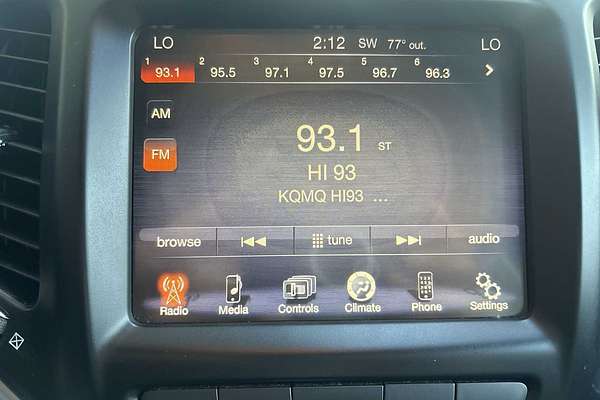 LO 2:12 SW 77° out. LO
1 93.1 2 95.5 3 97.1 4 97.5 5 96.7 6 96.3
AM
FM
93.1 ST
HI 93
KQMQ HI93 ...
browse tune audio
Radio Media Controls Climate Phone Settings